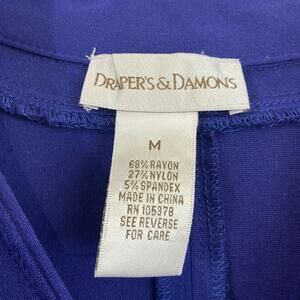 DRAPER'S & DAMON'S
M
68% RAYON
27% NYLON
5% SPANDEX
MADE IN CHINA
RN 105378
SEE REVERSE
FOR CARE